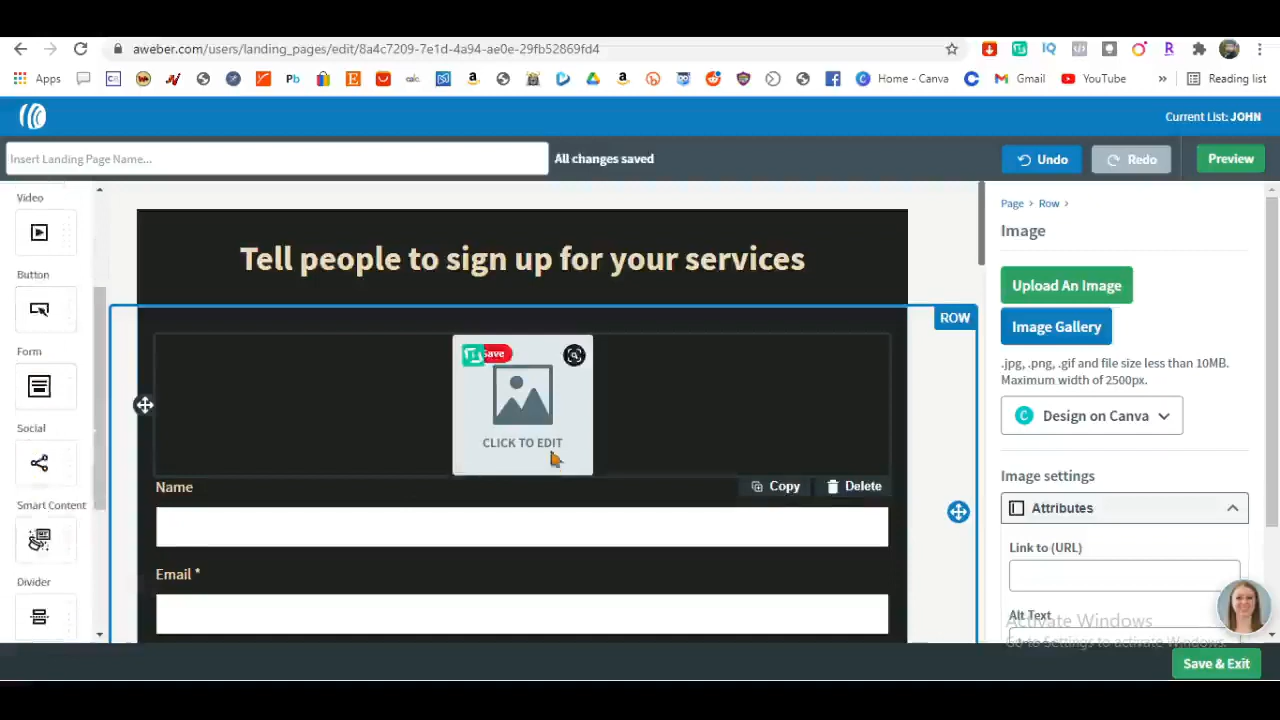 aweber.com/users/landing_pages/edit/8a4c7209-7e1d-4a94-ae0e-29fb52869fd4
Apps
Pb
Home - Canva
Gmail
YouTube
»
Reading list
Current List: JOHN
Insert Landing Page Name...
All changes saved
Undo
Redo
Preview
Video
Button
Form
Social
Smart Content
Divider
Tell people to sign up for your services
ROW
Save
CLICK TO EDIT
Copy
Delete
Name
Email *
Page > Row >
Image
Upload An Image
Image Gallery
.jpg, .png, .gif and file size less than 10MB.
Maximum width of 2500px.
Design on Canva
Image settings
Attributes
Link to (URL)
Alt Text
Activate Windows
Go to Settings to activate Windows.
Save & Exit